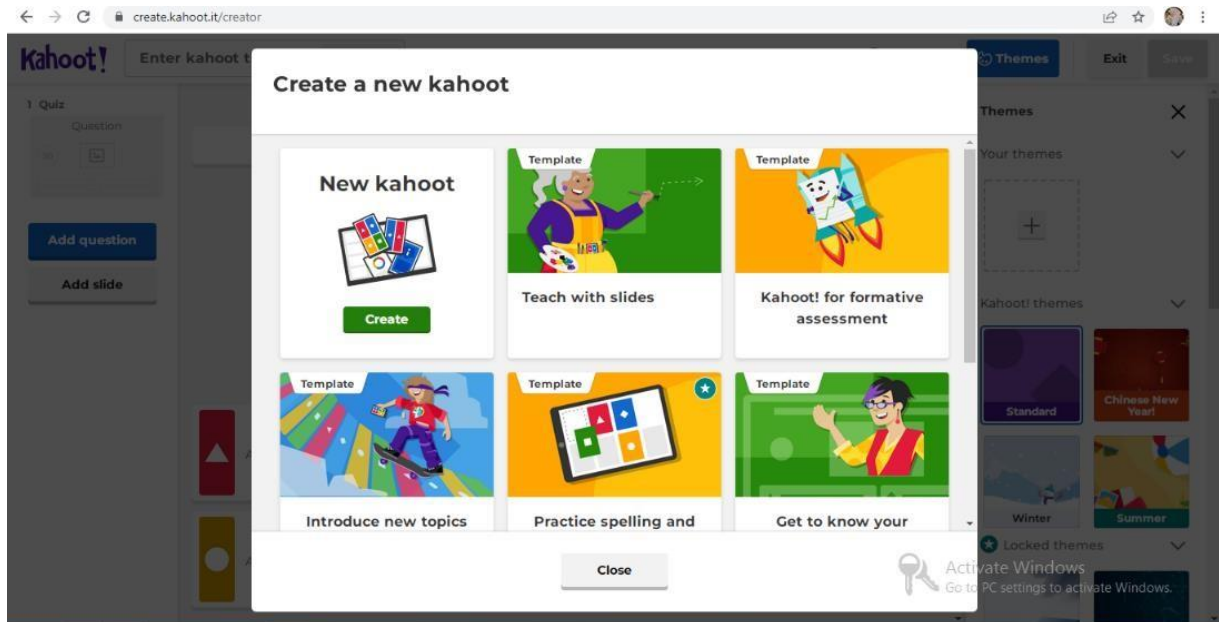 create.kahoot.it/creator
Kahoot!
Enter kahoot t
Themes
Exit
Save
Create a new kahoot
1 Quiz
Question
Add question
Add slide
New kahoot
Create
Template
Teach with slides
Template
Kahoot! for formative
assessment
Template
Introduce new topics
Template
Practice spelling and
Template
Get to know your
Close
Themes
Your themes
Kahoot! themes
Standard
Chinese New
Year!
Winter
Summer
Locked themes
Activate Windows
Go to PC settings to activate Windows.